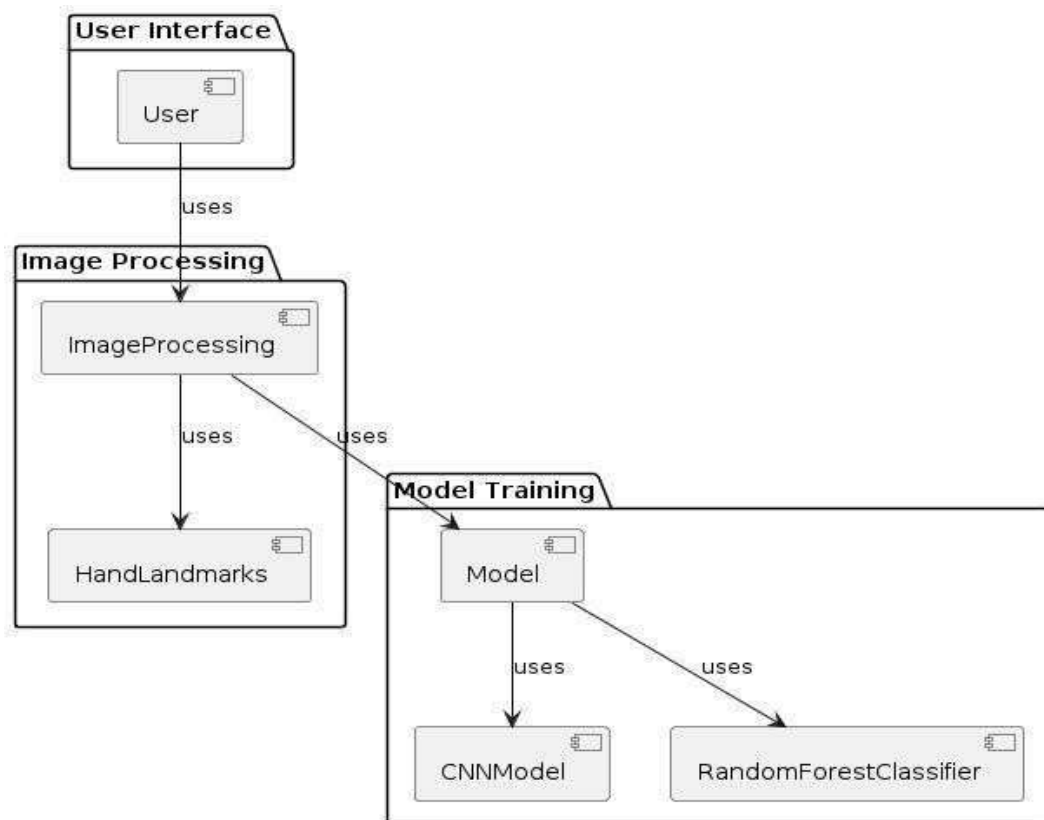 User Interface
User
uses
Image Processing
ImageProcessing
uses
uses
Model Training
HandLandmarks
Model
uses
uses
CNNModel
RandomForestClassifier